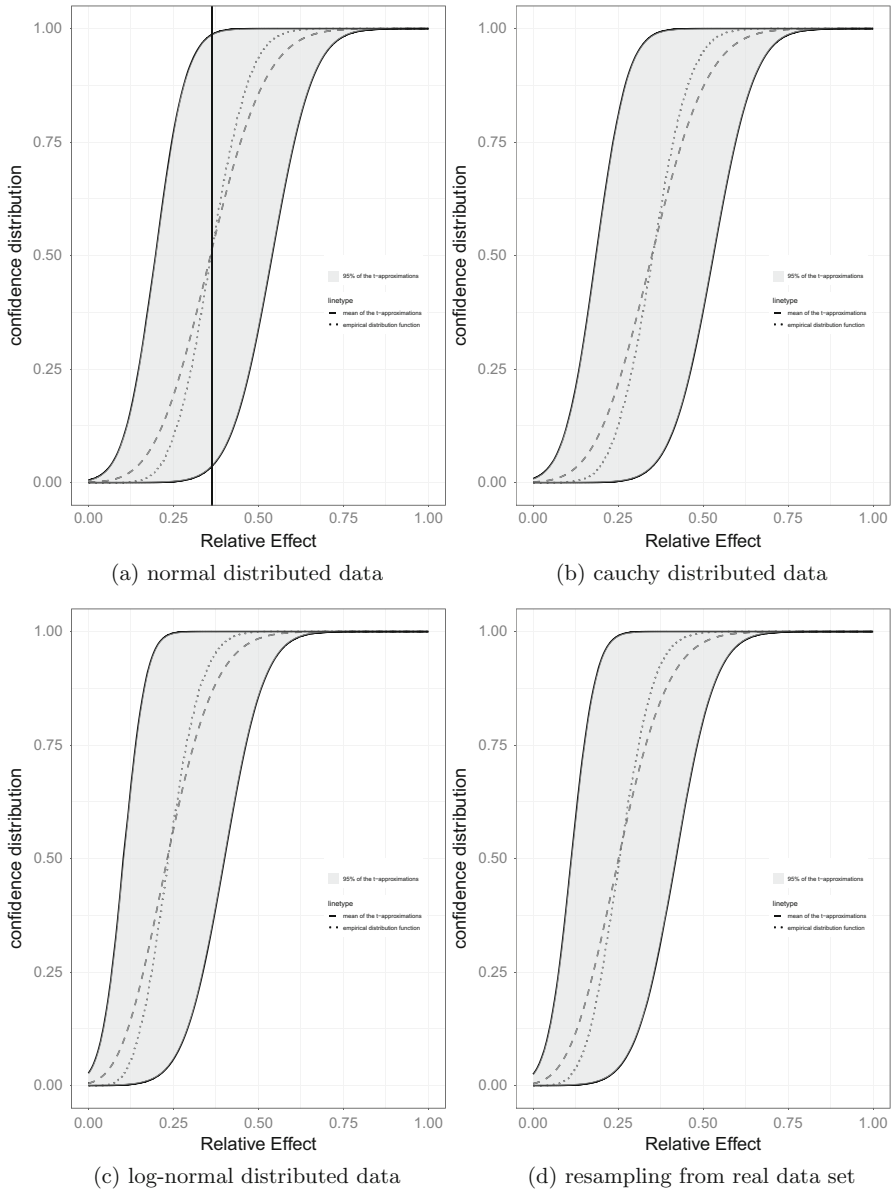 1.00
0.75
0.50
0.25
0.00
confidence distribution
95% of the t−approximations
linetype
mean of the t−approximations
empirical distribution function
0.00 0.25 0.50 0.75 1.00
Relative Effect
(a) normal distributed data
1.00
0.75
0.50
0.25
0.00
confidence distribution
95% of the t−approximations
linetype
mean of the t−approximations
empirical distribution function
0.00 0.25 0.50 0.75 1.00
Relative Effect
(b) cauchy distributed data
1.00
0.75
0.50
0.25
0.00
confidence distribution
95% of the t−approximations
linetype
mean of the t−approximations
empirical distribution function
0.00 0.25 0.50 0.75 1.00
Relative Effect
(c) log-normal distributed data
1.00
0.75
0.50
0.25
0.00
confidence distribution
95% of the t−approximations
linetype
mean of the t−approximations
empirical distribution function
0.00 0.25 0.50 0.75 1.00
Relative Effect
(d) resampling from real data set